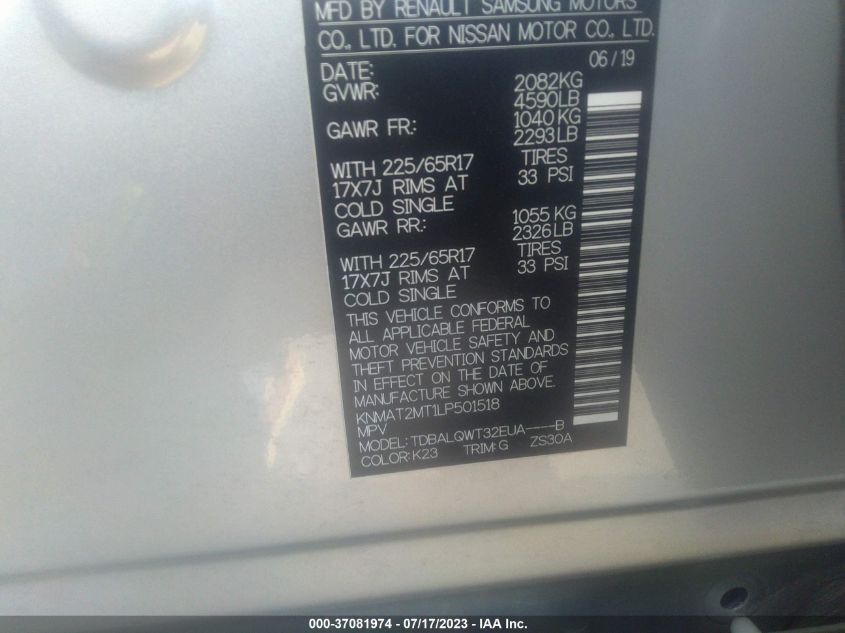 MFD BY RENAULT SAMSUNG MOTORS
CO., LTD. FOR NISSAN MOTOR CO., LTD.
DATE: 06/19
GVWR: 2082KG
4590LB
GAWR FR.: 1040KG
2293LB
WITH 225/65R17 TIRES
17X7J RIMS AT 33 PSI
COLD SINGLE
GAWR RR.: 1055KG
2326LB
WITH 225/65R17 TIRES
17X7J RIMS AT 33 PSI
COLD SINGLE
THIS VEHICLE CONFORMS TO
ALL APPLICABLE FEDERAL
MOTOR VEHICLE SAFETY AND
THEFT PREVENTION STANDARDS
IN EFFECT ON THE DATE OF
MANUFACTURE SHOWN ABOVE.
KNMAT2MT1LP501518
MPV
MODEL: TDBALQWT32EUA----B
COLOR: K23 TRIM: G ZS30A
000-37081974 - 07/17/2023 - IAA Inc.